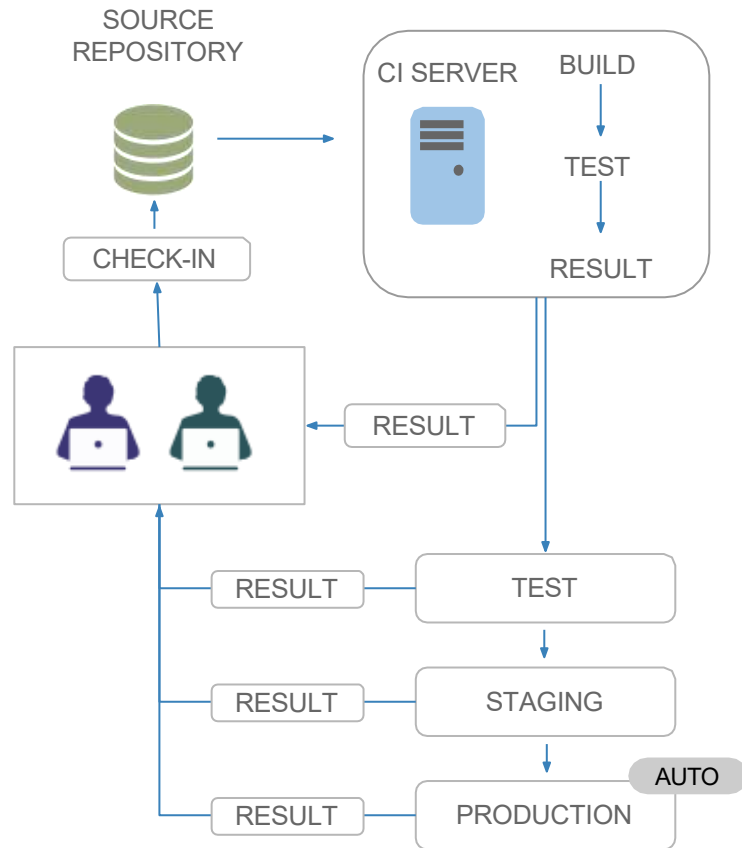 SOURCE
REPOSITORY
CI SERVER
BUILD
TEST
RESULT
CHECK-IN
RESULT
RESULT
TEST
RESULT
STAGING
AUTO
RESULT
PRODUCTION